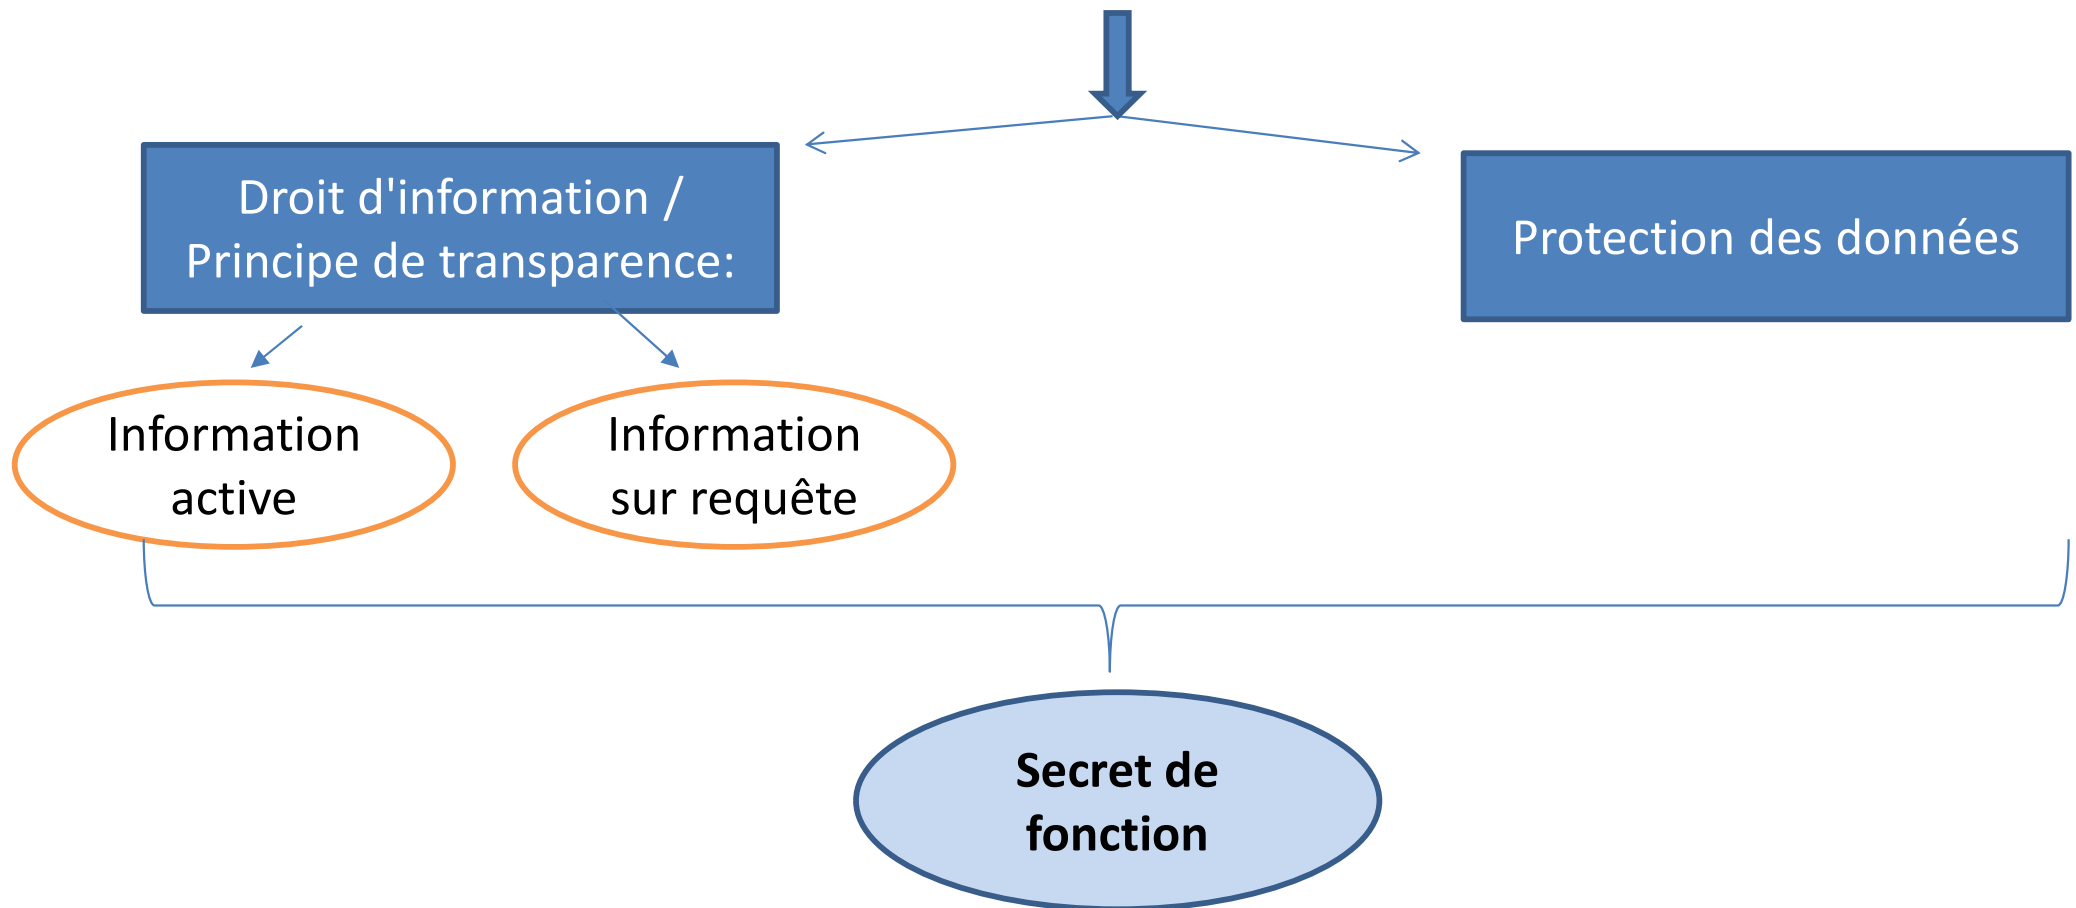 Droit d'information /
Principe de transparence:
Protection des données
Information
active
Information
sur requête
Secret de
fonction